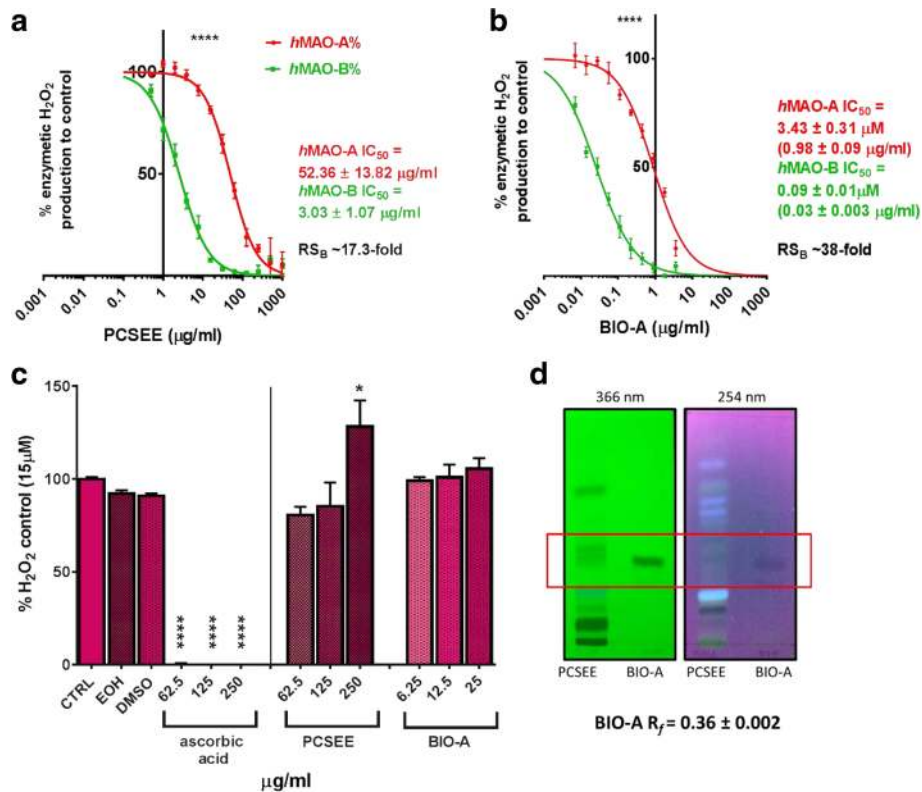 a
****
hMAO-A%
hMAO-B%
% enzymetic H₂O₂
production to control
100
50
hMAO-A IC₅₀ =
52.36 ± 13.82 µg/ml
hMAO-B IC₅₀ =
3.03 ± 1.07 µg/ml
RS_B ~17.3-fold
0.001
0.01
0.1
1
10
100
1000
PCSEE (µg/ml)
b
****
% enzymetic H₂O₂
production to control
100
50
hMAO-A IC₅₀ =
3.43 ± 0.31 µM
(0.98 ± 0.09 µg/ml)
hMAO-B IC₅₀ =
0.09 ± 0.01µM
(0.03 ± 0.003 µg/ml)
RS_B ~38-fold
0.001
0.01
0.1
1
10
100
1000
BIO-A (µg/ml)
c
% H₂O₂ control (15µM)
150
100
50
0
****
****
****
*
CTRL
EOH
DMSO
62.5
125
250
62.5
125
250
6.25
12.5
25
ascorbic
acid
PCSEE
BIO-A
µg/ml
d
366 nm
254 nm
PCSEE
BIO-A
PCSEE
BIO-A
BIO-A R_f = 0.36 ± 0.002